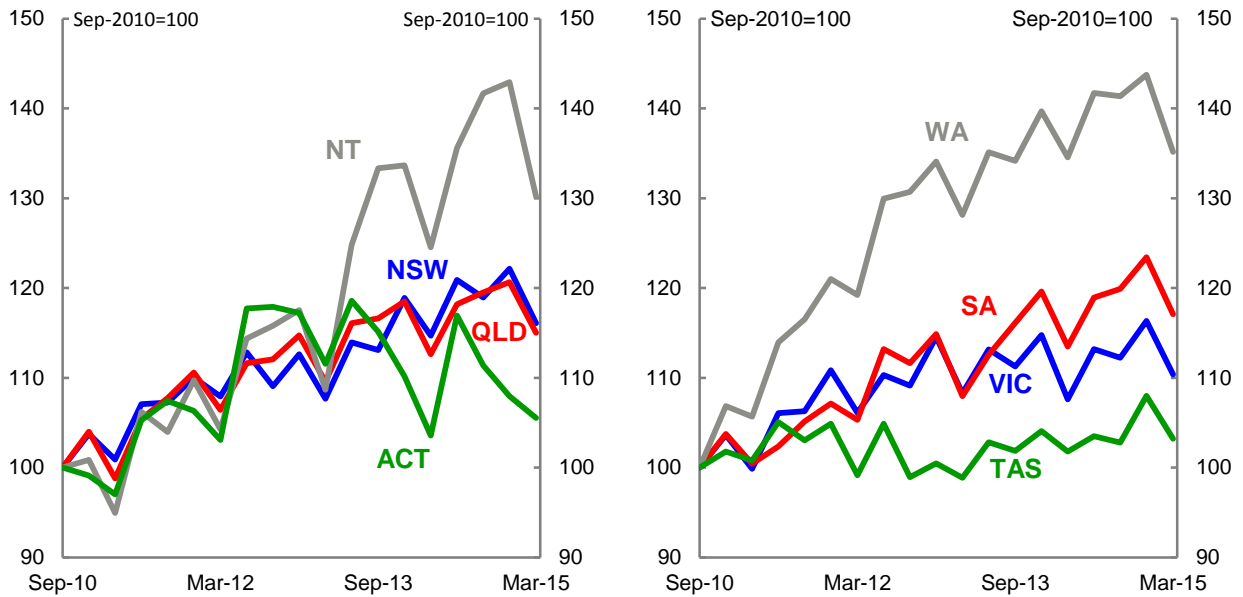 150 Sep-2010=100 Sep-2010=100 150
140 140
NT
130 130
NSW
120 120
QLD
110 110
ACT
100 100
90 90
Sep-10 Mar-12 Sep-13 Mar-15
150 Sep-2010=100 Sep-2010=100 150
140 140
WA
130 130
120 120
SA
VIC
110 110
TAS
100 100
90 90
Sep-10 Mar-12 Sep-13 Mar-15